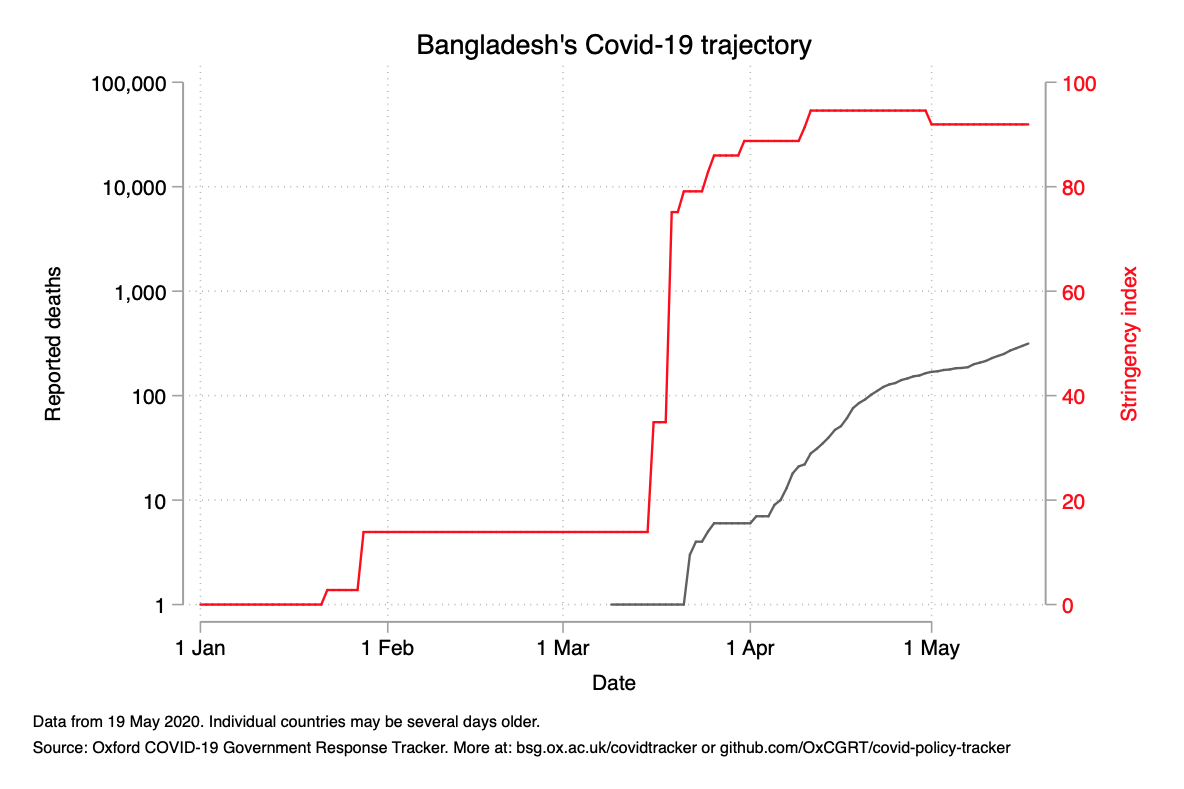 Bangladesh's Covid-19 trajectory
100,000
10,000
1,000
100
10
1
Reported deaths
100
80
60
40
20
0
Stringency index
1 Jan
1 Feb
1 Mar
1 Apr
1 May
Date
Data from 19 May 2020. Individual countries may be several days older.
Source: Oxford COVID-19 Government Response Tracker. More at: bsg.ox.ac.uk/covidtracker or github.com/OxCGRT/covid-policy-tracker